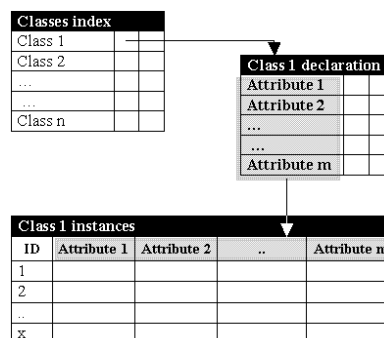 Classes index
Class 1
Class 2
...
...
Class n
Class 1 declaration
Attribute 1
Attribute 2
...
...
Attribute m
Class 1 instances
ID Attribute 1 Attribute 2 .. Attribute m
1
2
..
x